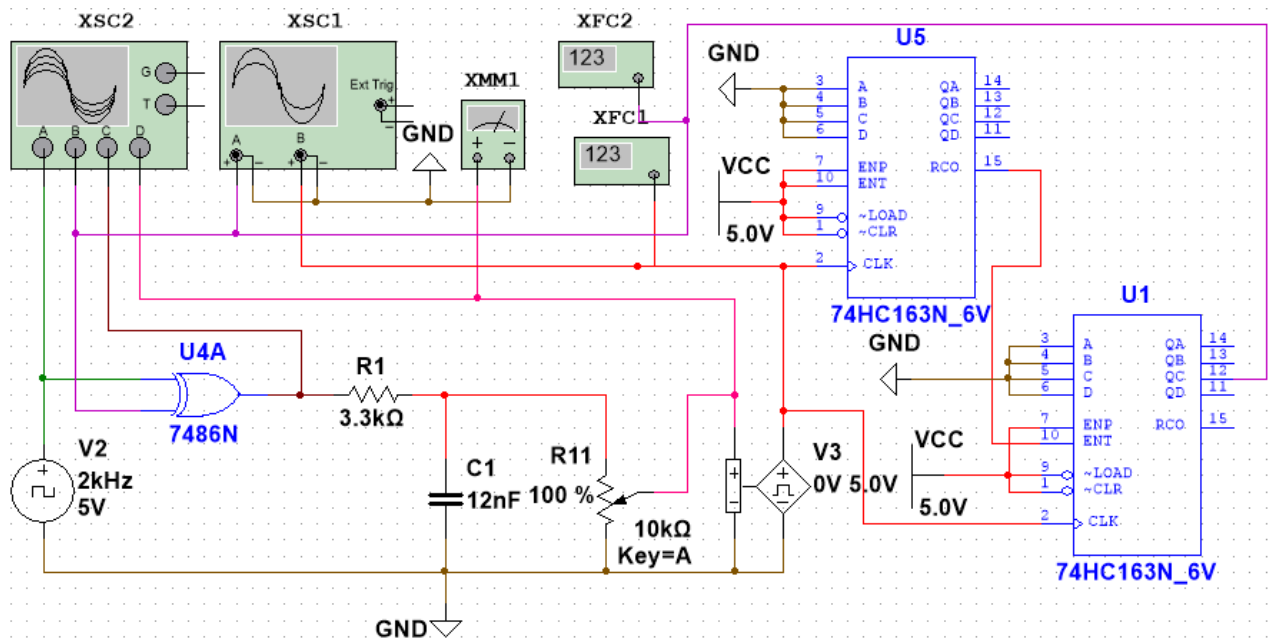 XSC2
XSC1
XFC2
XFC1
XMM1
G
T
A
B
C
D
Ext Trig
+
-
A
B
+
-
+
-
123
123
+
-
GND
GND
VCC
5.0V
U5
3
4
5
6
7
10
9
1
2
A
B
C
D
ENP
ENT
~LOAD
~CLR
CLK
QA
QB
QC
QD
RCO
14
13
12
11
15
74HC163N_6V
U1
GND
VCC
5.0V
3
4
5
6
7
10
9
1
2
A
B
C
D
ENP
ENT
~LOAD
~CLR
CLK
QA
QB
QC
QD
RCO
14
13
12
11
15
74HC163N_6V
U4A
7486N
R1
3.3kΩ
V2
2kHz
5V
+
C1
12nF
R11
100 %
10kΩ
Key=A
+
-
+
-
V3
0V 5.0V
GND